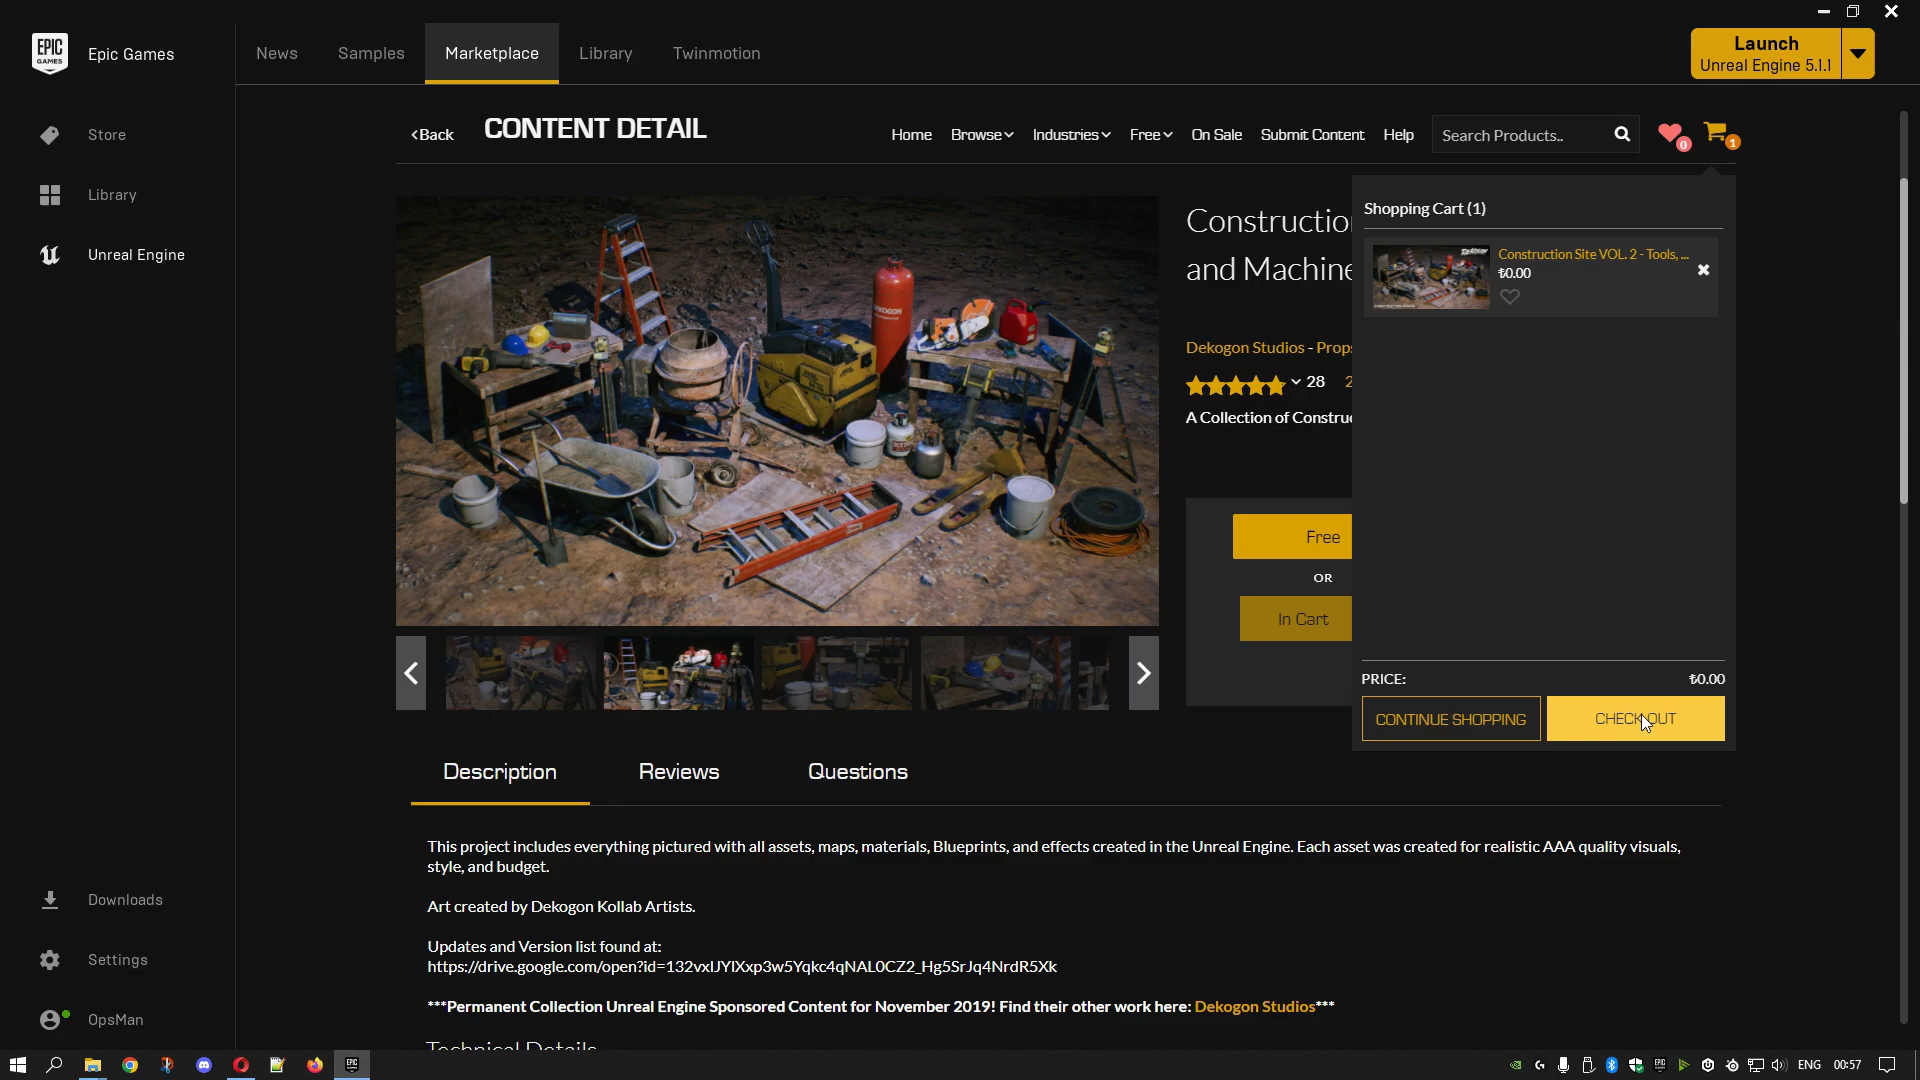 EPIC
GAMES
Epic Games
News
Samples
Marketplace
Library
Twinmotion
Launch
Unreal Engine 5.1.1
Store
Library
Unreal Engine
Downloads
Settings
OpsMan
Back
CONTENT DETAIL
Home
Browse
Industries
Free
On Sale
Submit Content
Help
Search Products..
0
1
Constructio
and Machine
Dekogon Studios - Props
28
2
A Collection of Constru
Free
OR
In Cart
Shopping Cart (1)
Construction Site VOL. 2 - Tools, ...
₺0.00
PRICE:
₺0.00
CONTINUE SHOPPING
CHECK OUT
DEKOGON
Description
Reviews
Questions
This project includes everything pictured with all assets, maps, materials, Blueprints, and effects created in the Unreal Engine. Each asset was created for realistic AAA quality visuals,
style, and budget.
Art created by Dekogon Kollab Artists.
Updates and Version list found at:
https://drive.google.com/open?id=132vxIJYlXxp3w5Yqkc4qNAL0CZ2_Hg5SrJq4NrdR5Xk
***Permanent Collection Unreal Engine Sponsored Content for November 2019! Find their other work here: Dekogon Studios***
Technical Details
ENG
00:57